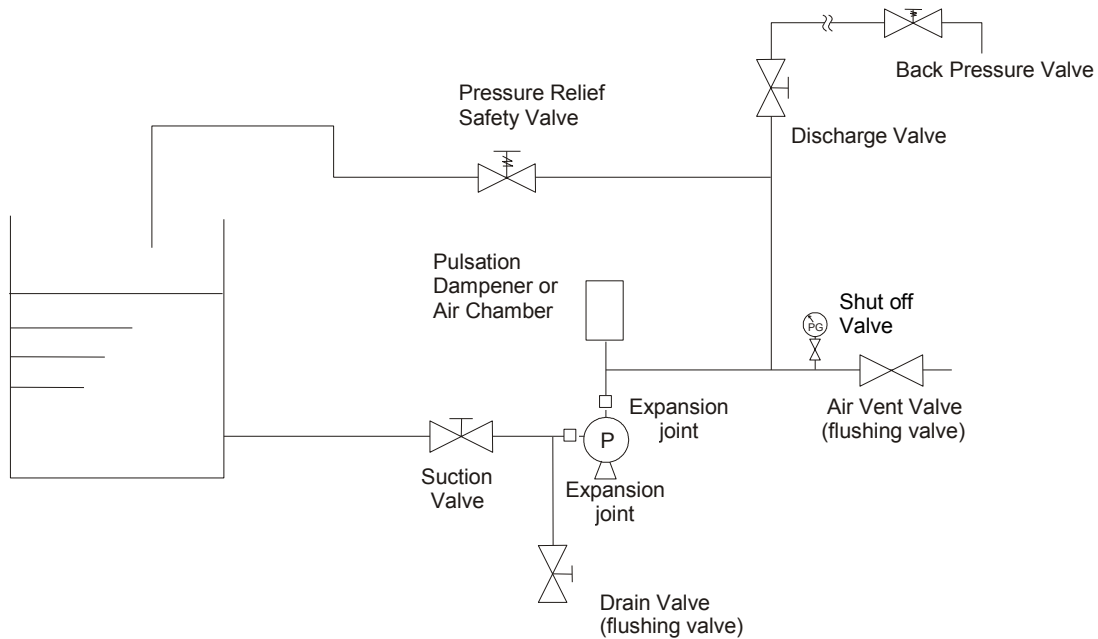 Back Pressure Valve
Pressure Relief
Safety Valve
Discharge Valve
Pulsation
Dampener or
Air Chamber
Shut off
Valve
PG
Expansion
joint
Air Vent Valve
(flushing valve)
P
Suction
Valve
Expansion
joint
Drain Valve
(flushing valve)